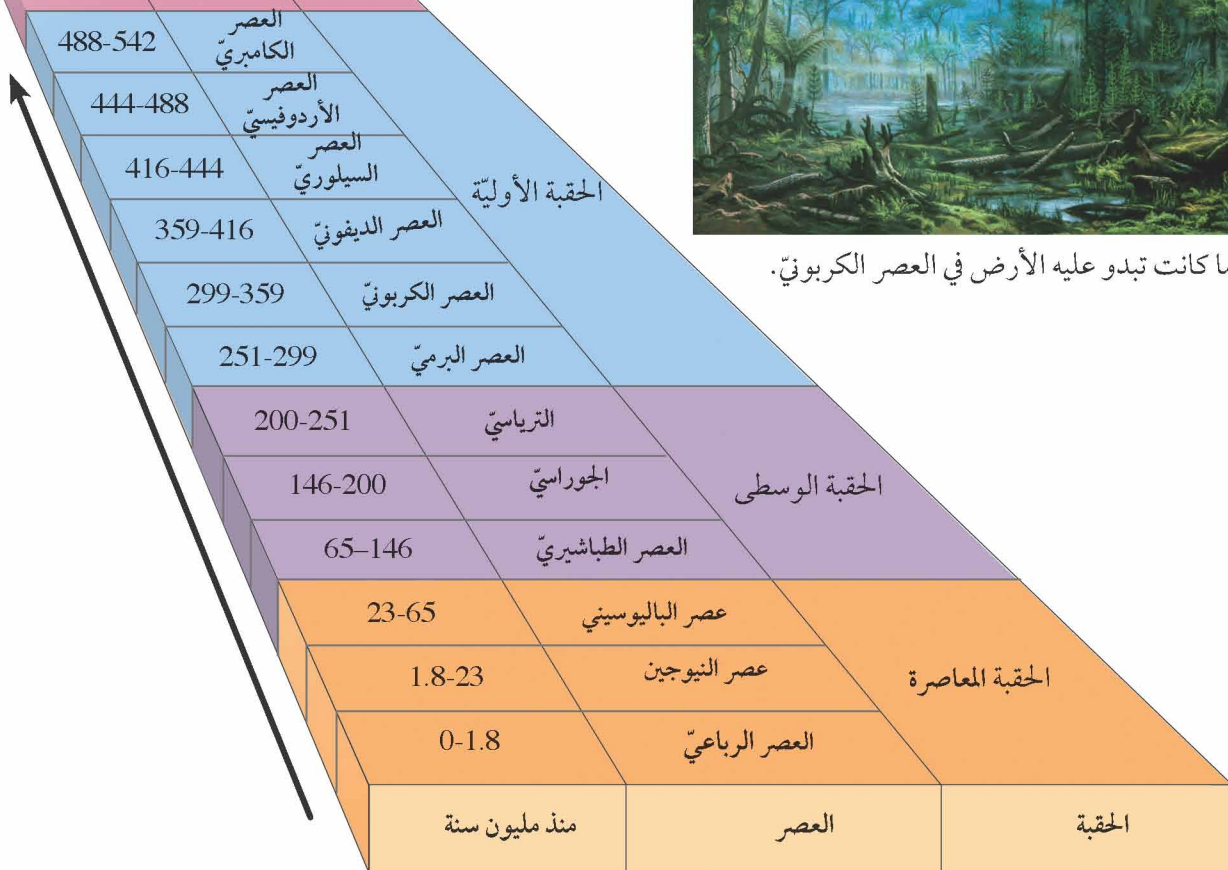 العصر
الكامبريّ
488-542
العصر
الأردوفيسيّ
444-488
العصر
السيلوريّ
416-444
العصر الديفونيّ
359-416
العصر الكربونيّ
299-359
العصر البرميّ
251-299
الحقبة الأوليّة
الترياسيّ
200-251
الجوراسيّ
146-200
العصر الطباشيريّ
65–146
الحقبة الوسطى
عصر الباليوسيني
23-65
عصر النيوجين
1.8-23
العصر الرباعيّ
0-1.8
الحقبة المعاصرة
الحقبة
العصر
منذ مليون سنة
ما كانت تبدو عليه الأرض في العصر الكربونيّ.